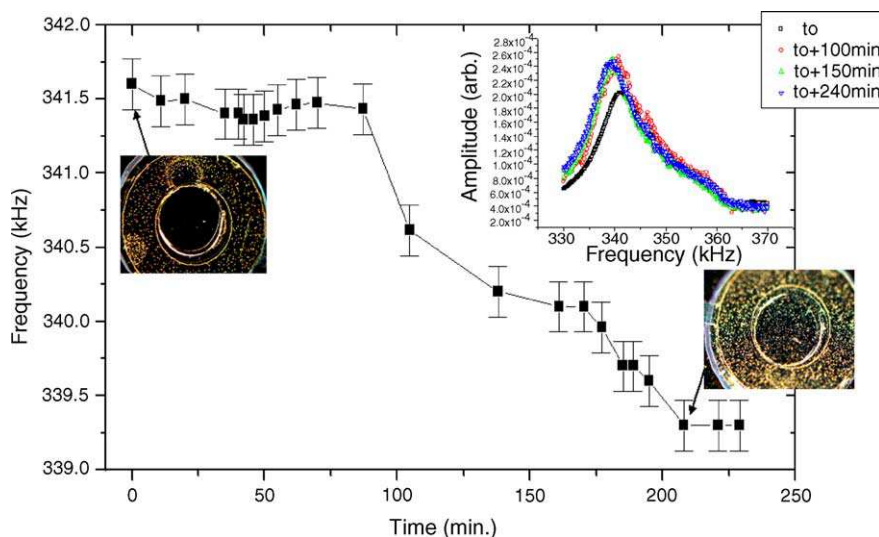 342.0
341.5
341.0
340.5
340.0
339.5
339.0
Frequency (kHz)
0 50 100 150 200 250
Time (min.)
2.8x10⁻⁴
2.6x10⁻⁴
2.4x10⁻⁴
2.2x10⁻⁴
2.0x10⁻⁴
1.8x10⁻⁴
1.6x10⁻⁴
1.4x10⁻⁴
1.2x10⁻⁴
1.0x10⁻⁴
8.0x10⁻⁴
6.0x10⁻⁴
4.0x10⁻⁴
2.0x10⁻⁴
Amplitude (arb.)
330 340 350 360 370
Frequency (kHz)
to
to+100min
to+150min
to+240min